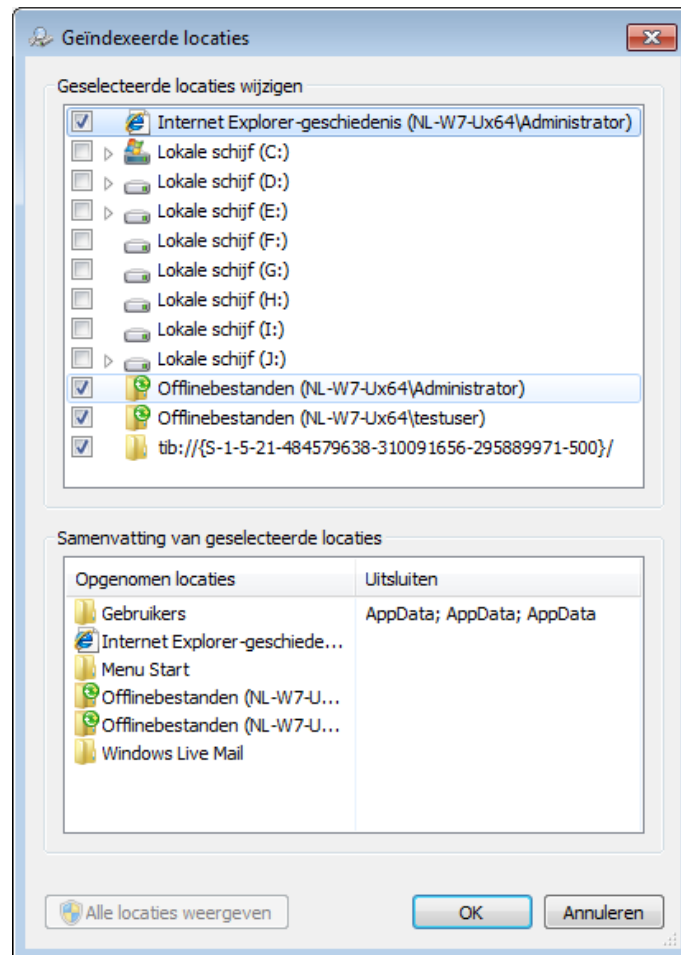 Geïndexeerde locaties
Geselecteerde locaties wijzigen
Internet Explorer-geschiedenis (NL-W7-Ux64\Administrator)
Lokale schijf (C:)
Lokale schijf (D:)
Lokale schijf (E:)
Lokale schijf (F:)
Lokale schijf (G:)
Lokale schijf (H:)
Lokale schijf (I:)
Lokale schijf (J:)
Offlinebestanden (NL-W7-Ux64\Administrator)
Offlinebestanden (NL-W7-Ux64\testuser)
tib://{S-1-5-21-484579638-310091656-295889971-500}/
Samenvatting van geselecteerde locaties
Opgenomen locaties Uitsluiten
Gebruikers AppData; AppData; AppData
Internet Explorer-geschiede...
Menu Start
Offlinebestanden (NL-W7-U...
Offlinebestanden (NL-W7-U...
Windows Live Mail
Alle locaties weergeven OK Annuleren